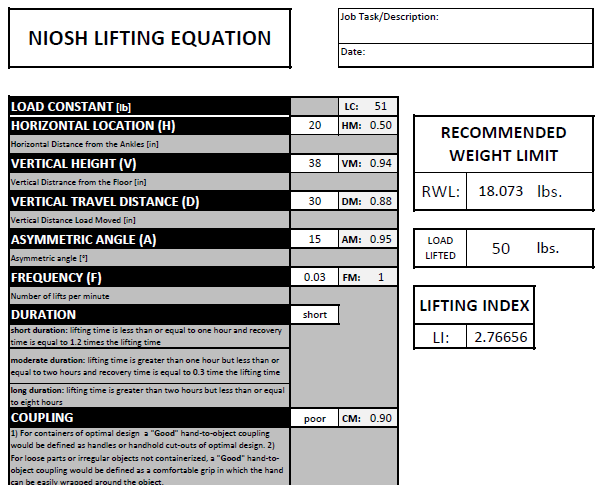 NIOSH LIFTING EQUATION
Job Task/Description:
Date:
LOAD CONSTANT [lb] LC: 51
HORIZONTAL LOCATION (H) 20 HM: 0.50
Horizontal Distance from the Ankles [in]
VERTICAL HEIGHT (V) 38 VM: 0.94
Vertical Distrance from the Floor [in]
VERTICAL TRAVEL DISTANCE (D) 30 DM: 0.88
Vertical Distance Load Moved [in]
ASYMMETRIC ANGLE (A) 15 AM: 0.95
Asymmetric angle [°]
FREQUENCY (F) 0.03 FM: 1
Number of lifts per minute
DURATION short
short duration: lifting time is less than or equal to one hour and recovery
time is equal to 1.2 times the lifting time
moderate duration: lifting time is greater than one hour but less than or
equal to two hours and recovery time is equal to 0.3 time the lifting time
long duration: lifting time is greater than two hours but less than or equal
to eight hours
COUPLING poor CM: 0.90
1) For containers of optimal design a "Good" hand-to-object coupling
would be defined as handles or handhold cut-outs of optimal design. 2)
For loose parts or irregular objects not containerized, a "Good" hand-to-
object coupling would be defined as a comfortable grip in which the hand
can be easily wrapped around the object.
RECOMMENDED
WEIGHT LIMIT
RWL: 18.073 lbs.
LOAD
LIFTED
50 lbs.
LIFTING INDEX
LI: 2.76656